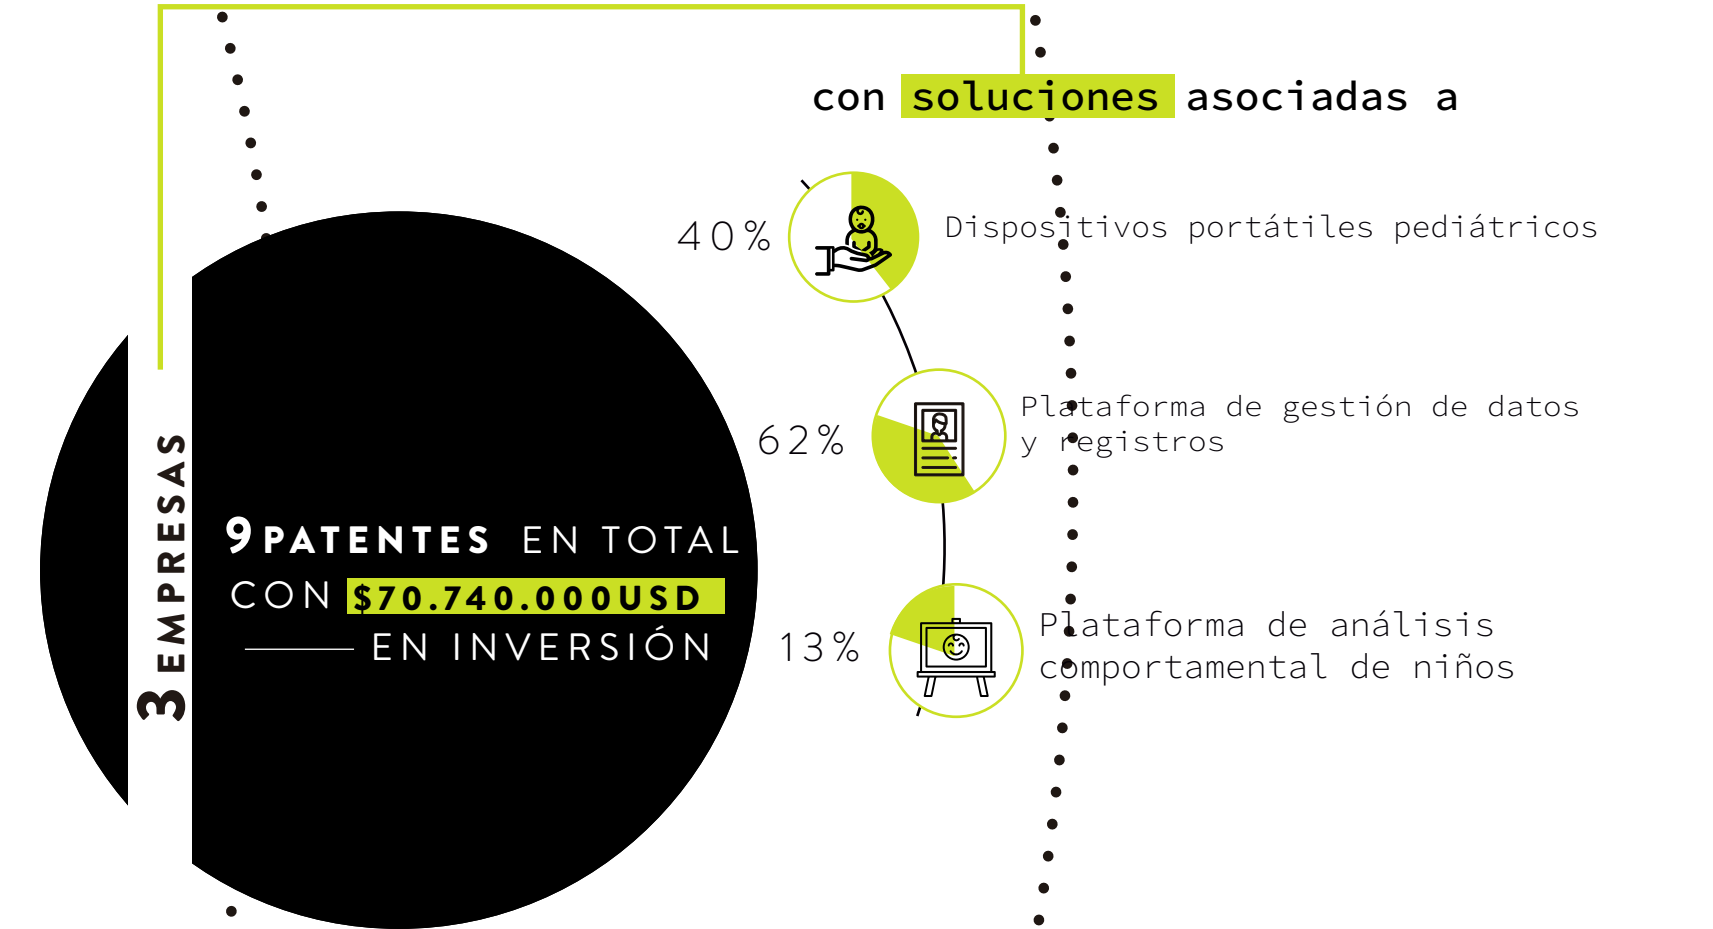 con soluciones asociadas a
40%
Dispositivos portátiles pediátricos
62%
Plataforma de gestión de datos
y registros
13%
Plataforma de análisis
comportamental de niños
3 EMPRESAS
9 PATENTES EN TOTAL
CON $70.740.000USD
EN INVERSIÓN